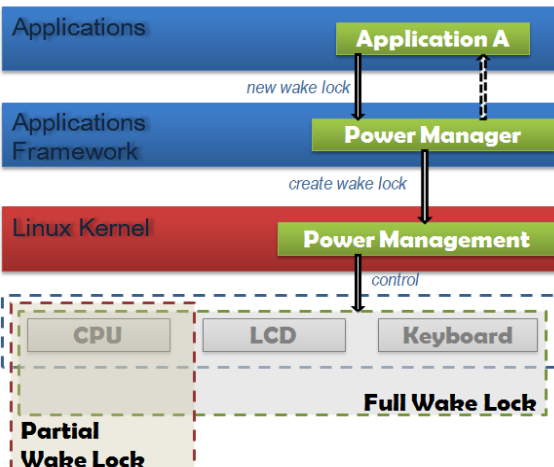 Applications
Application A
new wake lock
Applications
Framework
Power Manager
create wake lock
Linux Kernel
Power Management
control
CPU
LCD
Keyboard
Full Wake Lock
Partial
Wake Lock